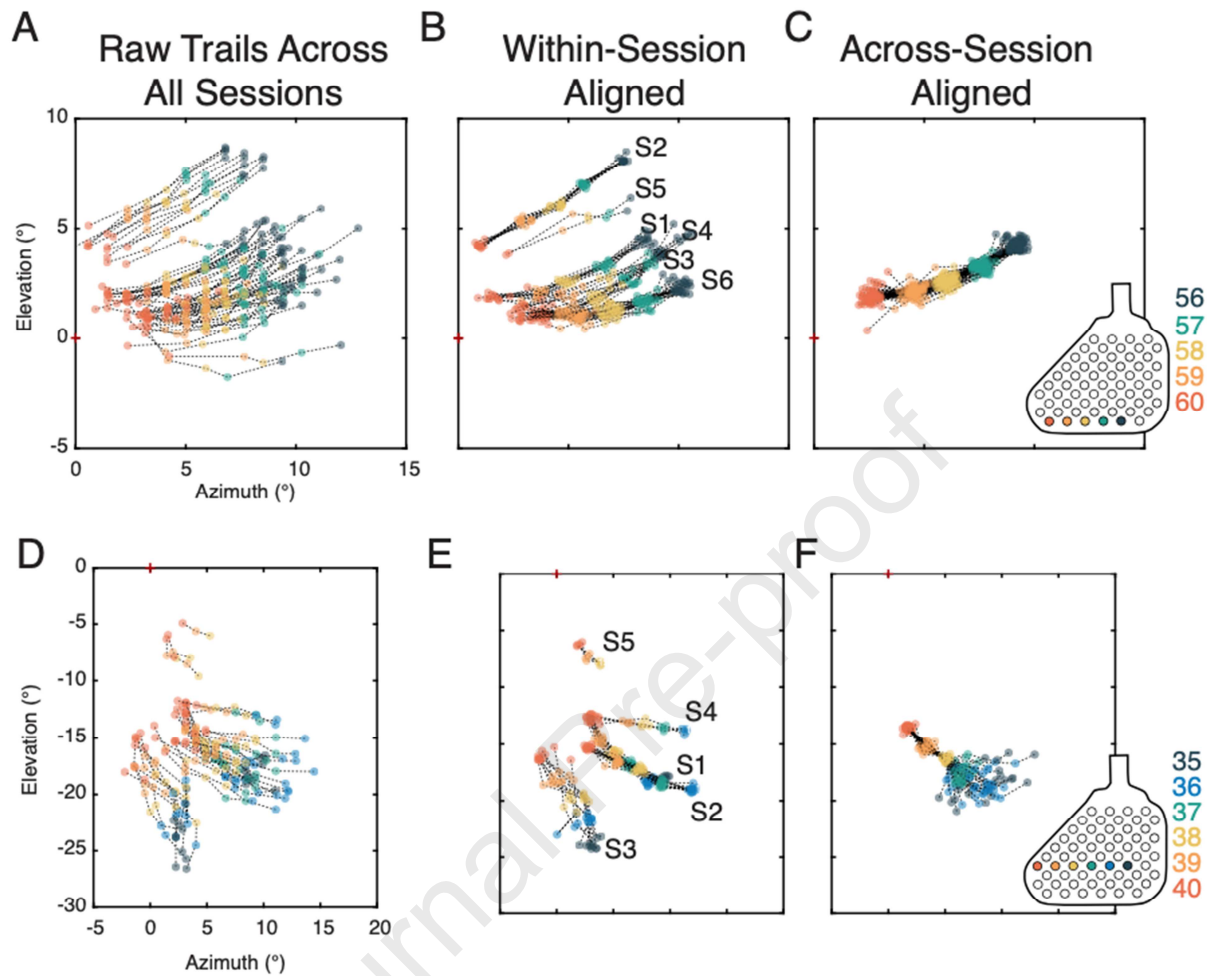 A
Raw Trails Across
All Sessions
B
Within-Session
Aligned
C
Across-Session
Aligned
10
5
0
-5
Elevation (°)
0
5
10
15
Azimuth (°)
S2
S5
S1
S4
S3
S6
56
57
58
59
60
D
0
-5
-10
-15
-20
-25
-30
Elevation (°)
-5
0
5
10
15
20
Azimuth (°)
E
S5
S4
S1
S2
S3
F
35
36
37
38
39
40
urnal Pre-proof